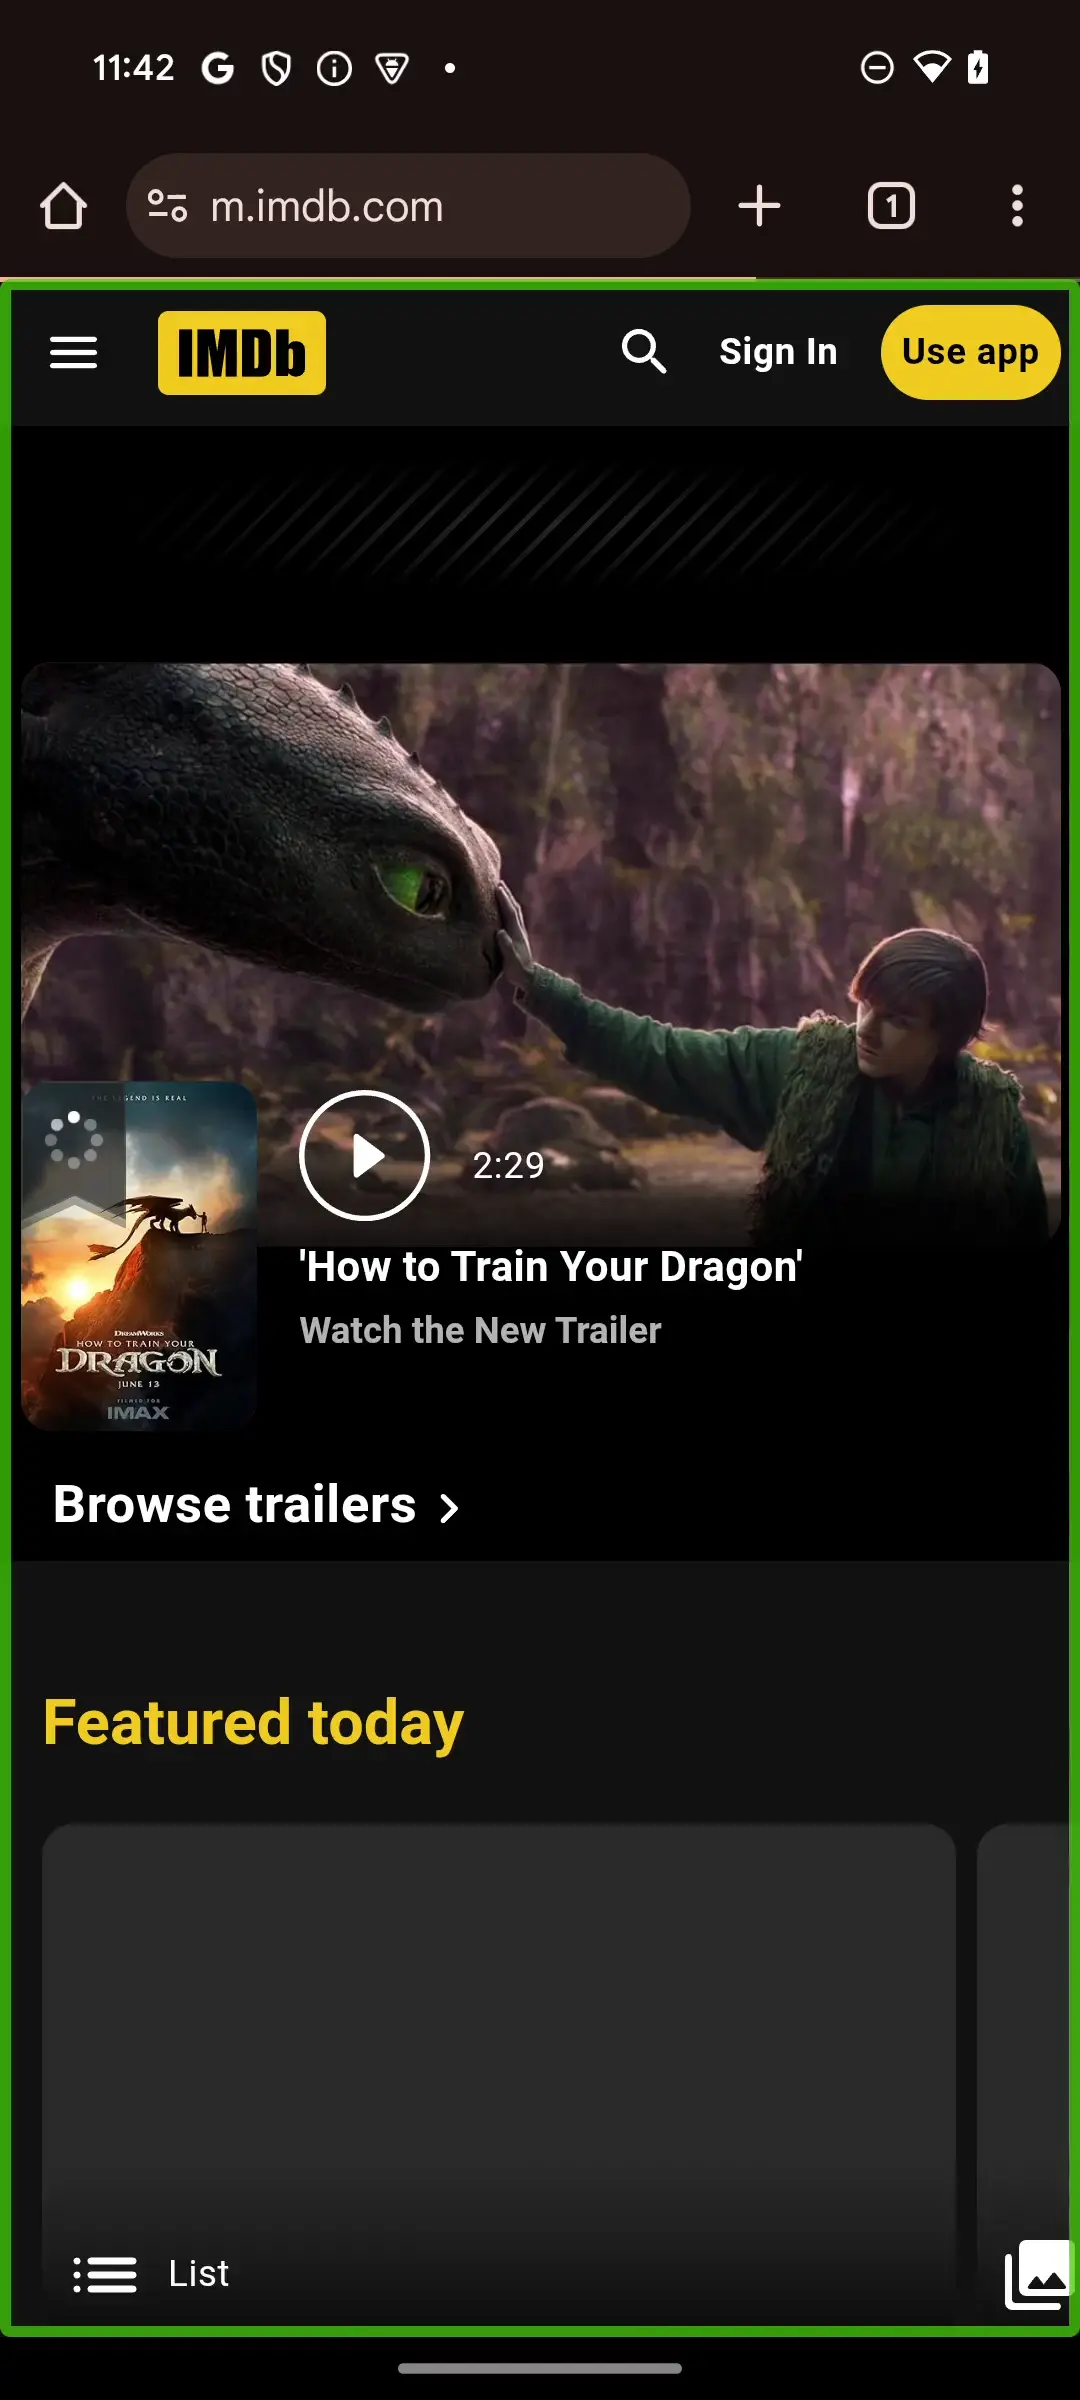 11:42
m.imdb.com
1
IMDb
Sign In
Use app
THE LEGEND IS REAL
2:29
'How to Train Your Dragon'
Watch the New Trailer
DREAMWORKS
HOW TO TRAIN YOUR
DRAGON
JUNE 13
FILMED FOR
IMAX
Browse trailers
Featured today
List